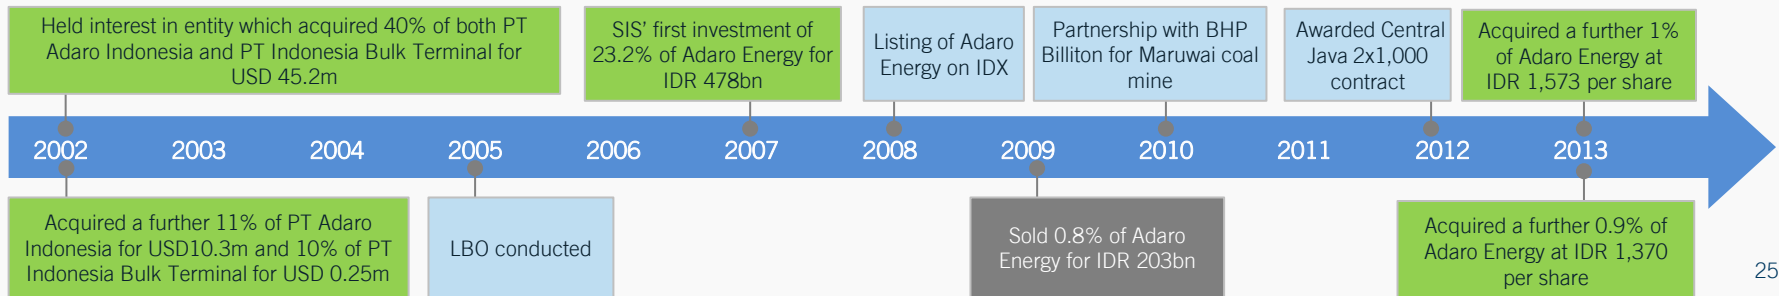 Held interest in entity which acquired 40% of both PT
Adaro Indonesia and PT Indonesia Bulk Terminal for
USD 45.2m
SIS' first investment of
23.2% of Adaro Energy for
IDR 478bn
Listing of Adaro
Energy on IDX
Partnership with BHP
Billiton for Maruwai coal
mine
Awarded Central
Java 2x1,000
contract
Acquired a further 1%
of Adaro Energy at
IDR 1,573 per share
2002 2003 2004 2005 2006 2007 2008 2009 2010 2011 2012 2013
Acquired a further 11% of PT Adaro
Indonesia for USD10.3m and 10% of PT
Indonesia Bulk Terminal for USD 0.25m
LBO conducted
Sold 0.8% of Adaro
Energy for IDR 203bn
Acquired a further 0.9% of
Adaro Energy at IDR 1,370
per share
25